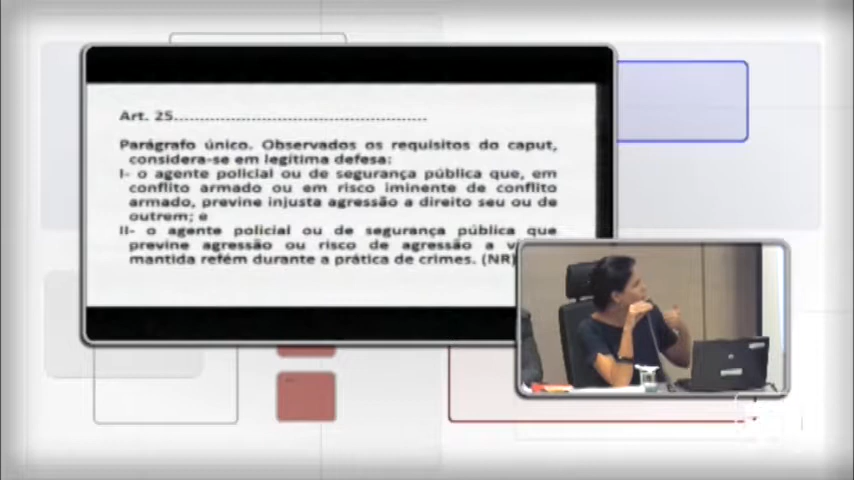 Art. 25.......................................................
Parágrafo único. Observados os requisitos do caput,
considera-se em legítima defesa:
I- o agente policial ou de segurança pública que, em
conflito armado ou em risco iminente de conflito
armado, previne injusta agressão a direito seu ou de
outrem; e
II- o agente policial ou de segurança pública que
previne agressão ou risco de agressão a
mantida refém durante a prática de crimes. (NR)